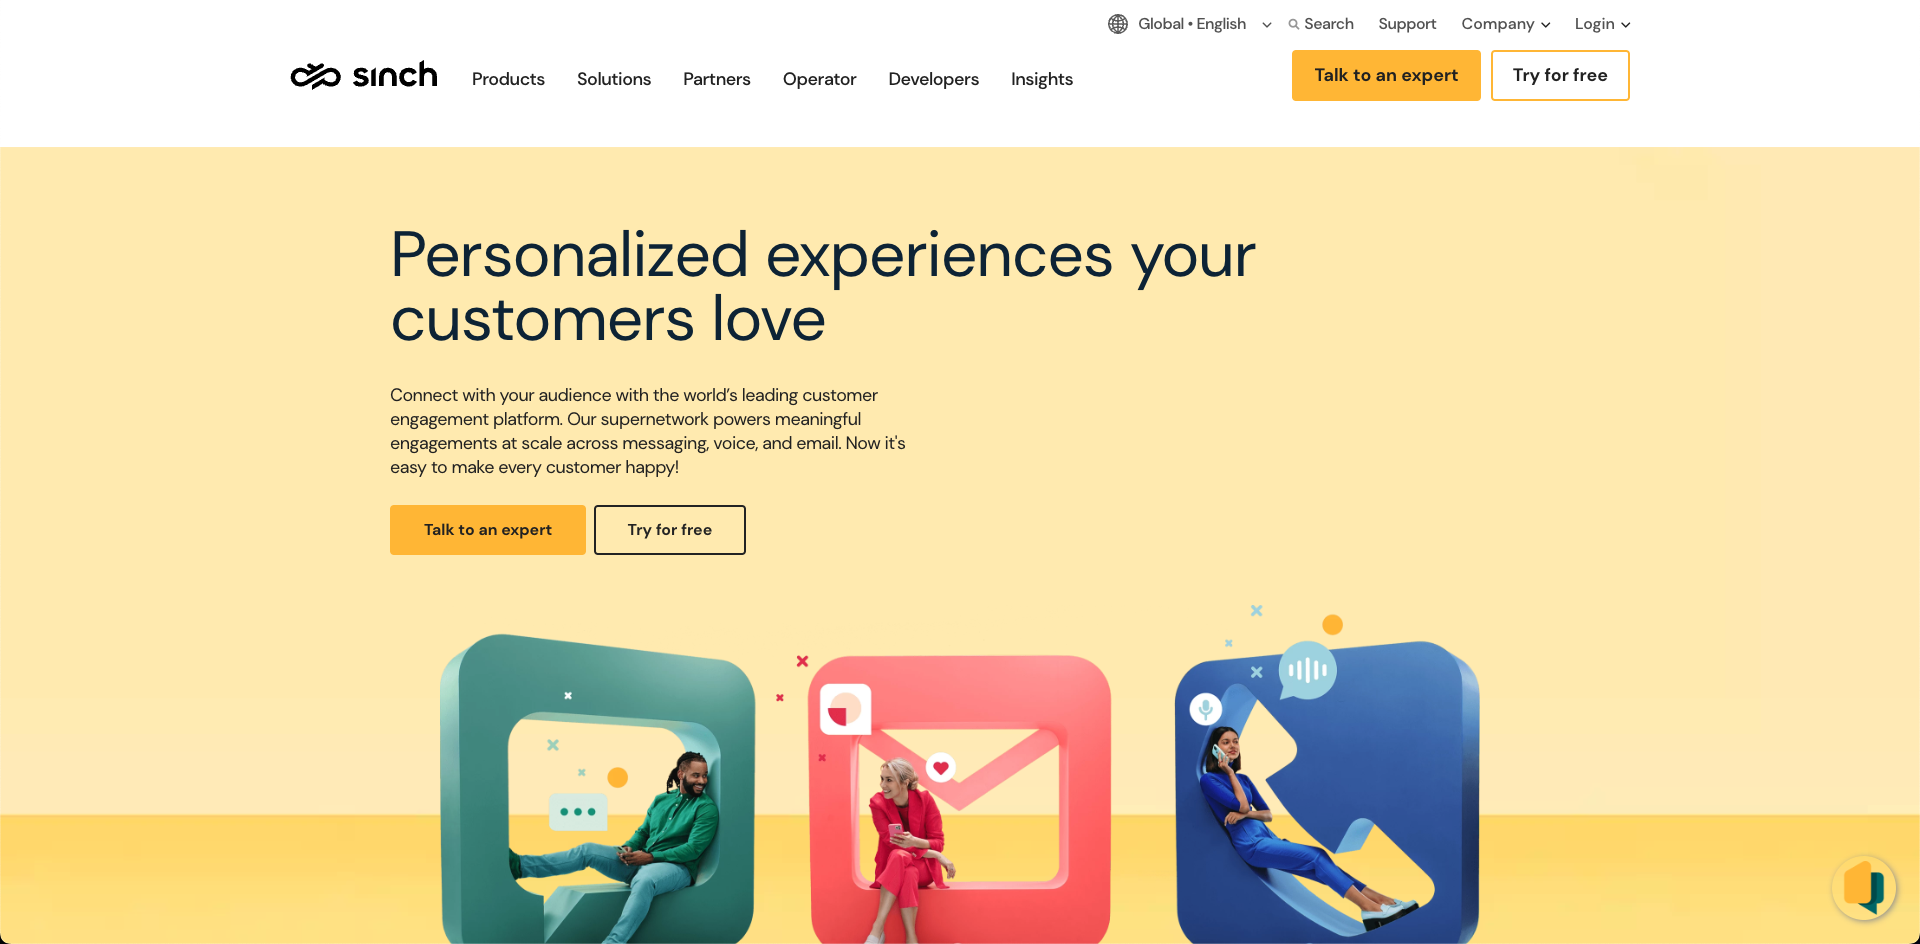 Global • English
Search
Support
Company
Login
sinch
Products
Solutions
Partners
Operator
Developers
Insights
Talk to an expert
Try for free
Personalized experiences your
customers love
Connect with your audience with the world’s leading customer
engagement platform. Our supernetwork powers meaningful
engagements at scale across messaging, voice, and email. Now it's
easy to make every customer happy!
Talk to an expert
Try for free